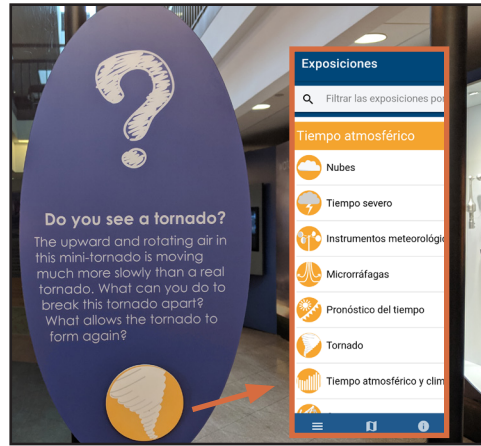 ?
Do you see a tornado?
The upward and rotating air in
this mini-tornado is moving
much more slowly than a real
tornado. What can you do to
break this tornado apart?
What allows the tornado to
form again?
Exposiciones
Filtrar las exposiciones por
Tiempo atmosférico
Nubes
Tiempo severo
Instrumentos meteorológic
Microrráfagas
Pronóstico del tiempo
Tornado
Tiempo atmosférico y clim